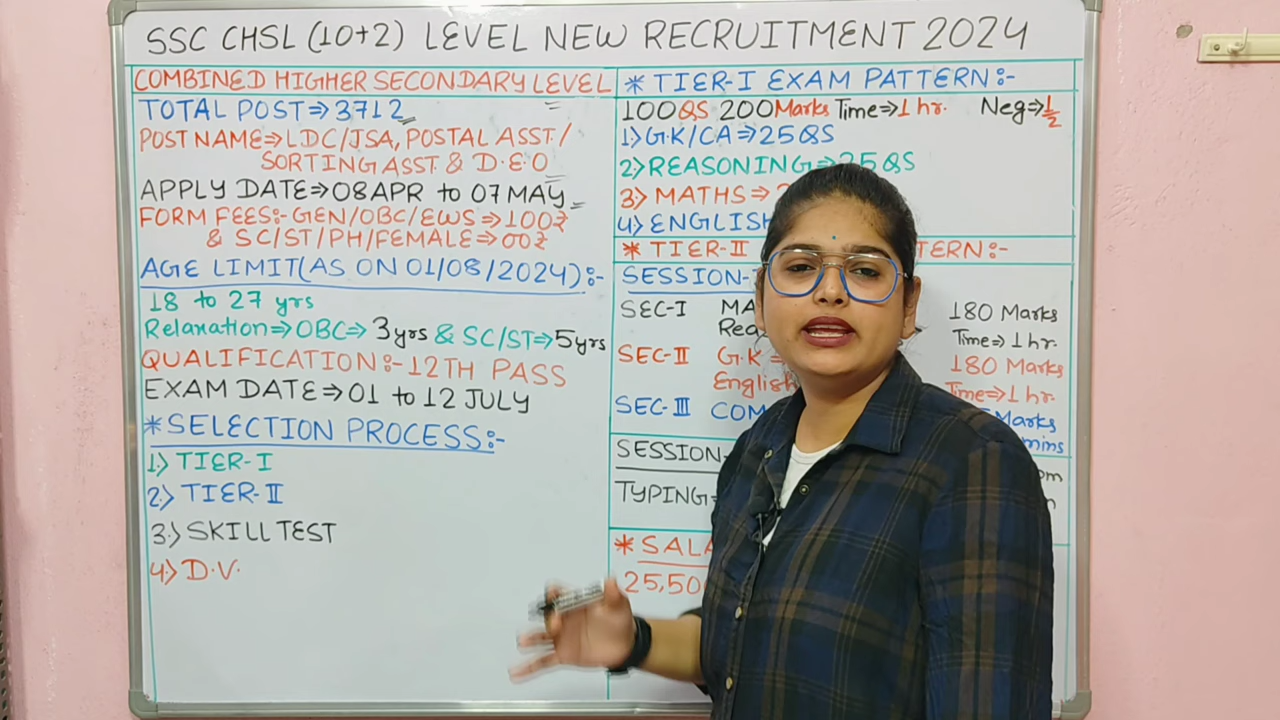 SSC CHSL (10+2) LEVEL NEW RECRUITMENT 2024
COMBINED HIGHER SECONDARY LEVEL
TOTAL POST⇒3712
POST NAME⇒LDC/JSA, POSTAL ASST/
SORTING ASST & D.E.O
APPLY DATE⇒08 APR to 07 MAY
FORM FEES:-GEN/OBC/EWS⇒100₹
& SC/ST/PH/FEMALE⇒00₹
AGE LIMIT(AS ON 01/08/2024):-
18 to 27 yrs
Relaxation⇒OBC⇒ 3yrs & SC/ST⇒5yrs
QUALIFICATION:-12TH PASS
EXAM DATE⇒01 to 12 JULY
*SELECTION PROCESS:-
1.) TIER-I
2.) TIER-II
3.) SKILL TEST
4.) D.V.
* TIER-I EXAM PATTERN:-
100QS 200Marks Time⇒1 hr. Neg⇒1/2
1.)G.K/CA⇒25QS
2.)REASONING⇒25QS
3.) MATHS⇒
4.) ENGLISH
* TIER-II
SESSION-
SEC-I 180 Marks
Time⇒1 hr.
SEC-II G.K 180 Marks
English Time⇒1 hr.
SEC-III Marks
mins
SESSION-
TYPING⇒
25,50